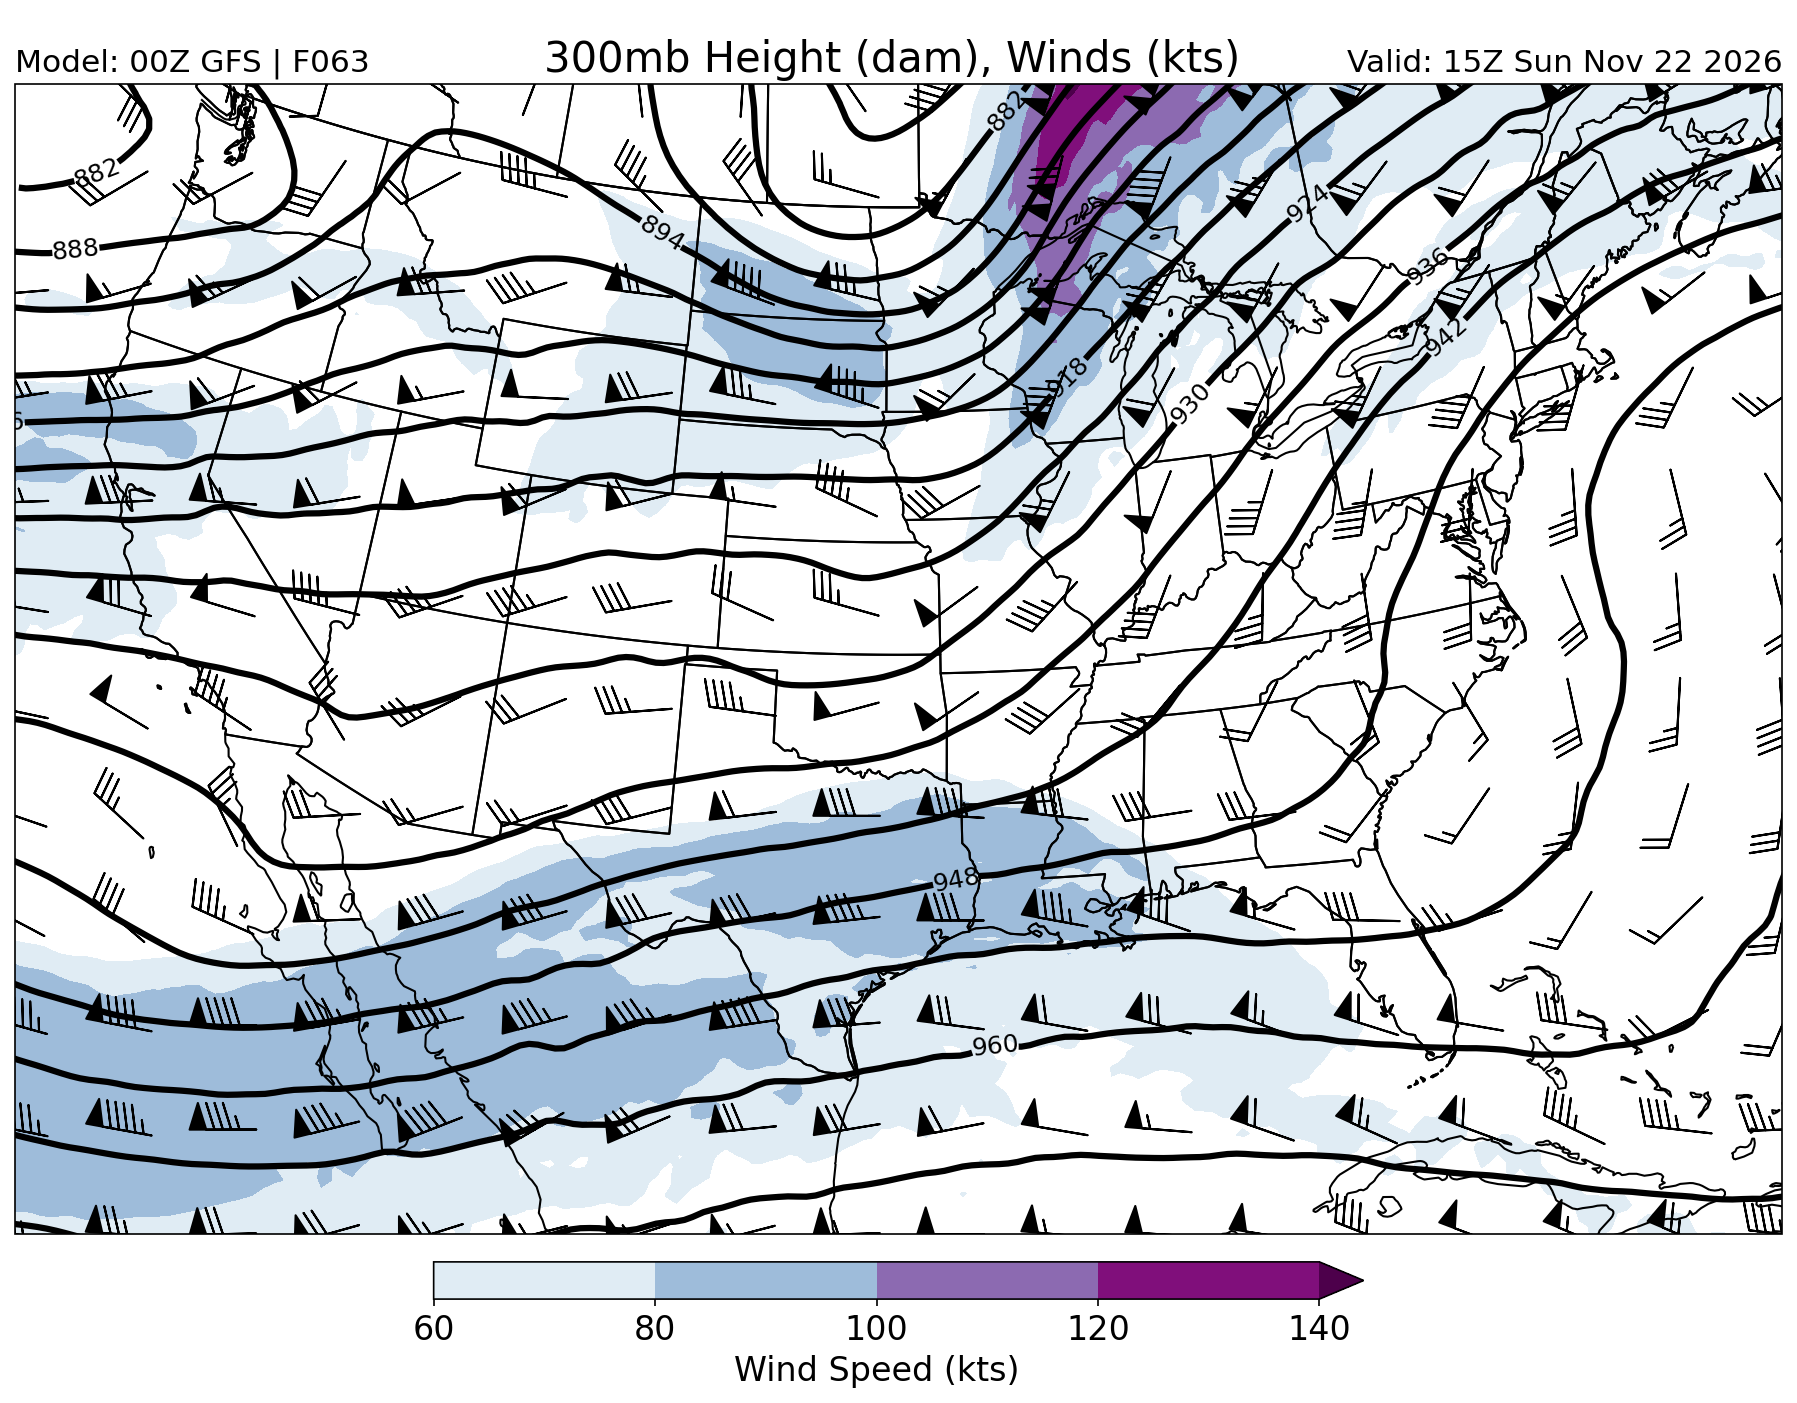 Model: 00Z GFS | F063
300mb Height (dam), Winds (kts)
Valid: 15Z Sun Nov 22 2026
882
882
888
894
924
936
942
918
930
948
960
60 80 100 120 140
Wind Speed (kts)